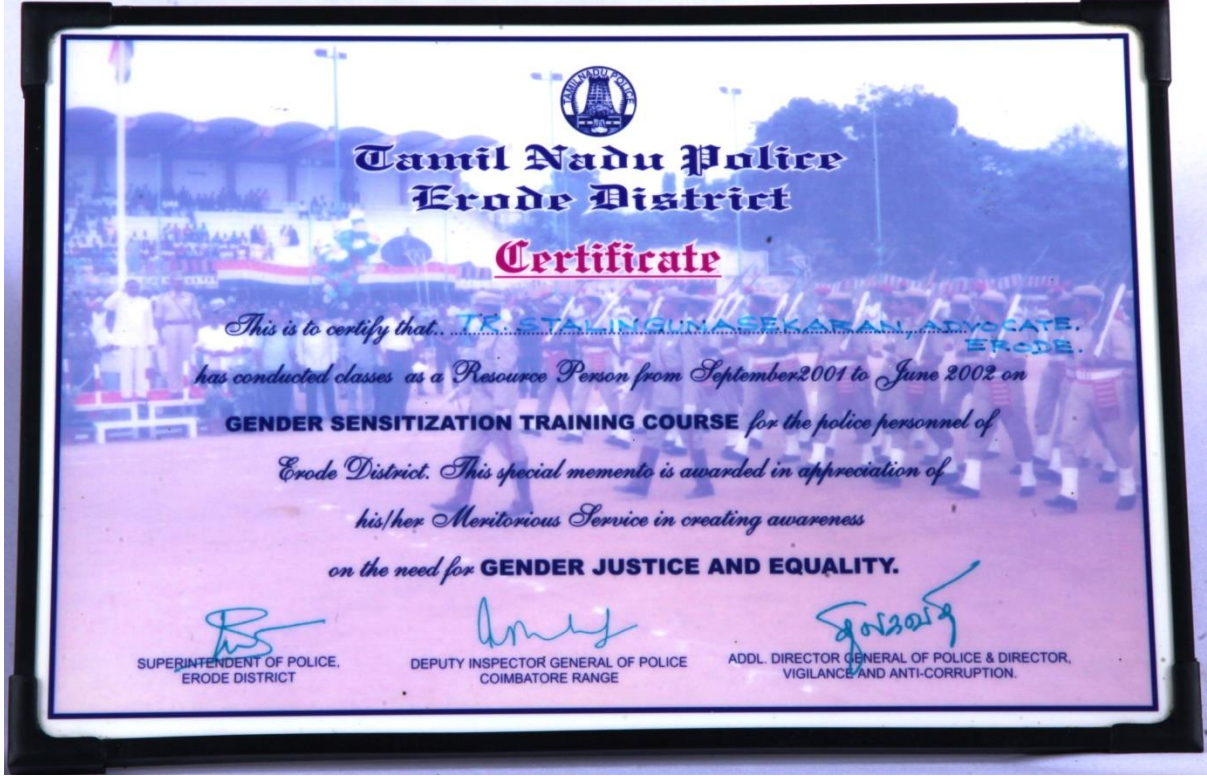 TAMILNADU POLICE
Tamil Nadu Police
Erode District
Certificate
This is to certify that.. TR. STALIN GUNASEKARAN, ADVOCATE.
ERODE.
has conducted classes as a Resource Person from September2001 to June 2002 on
GENDER SENSITIZATION TRAINING COURSE for the police personnel of
Erode District. This special memento is awarded in appreciation of
his/her Meritorious Service in creating awareness
on the need for GENDER JUSTICE AND EQUALITY.
SUPERINTENDENT OF POLICE,
ERODE DISTRICT
DEPUTY INSPECTOR GENERAL OF POLICE
COIMBATORE RANGE
ADDL. DIRECTOR GENERAL OF POLICE & DIRECTOR,
VIGILANCE AND ANTI-CORRUPTION.